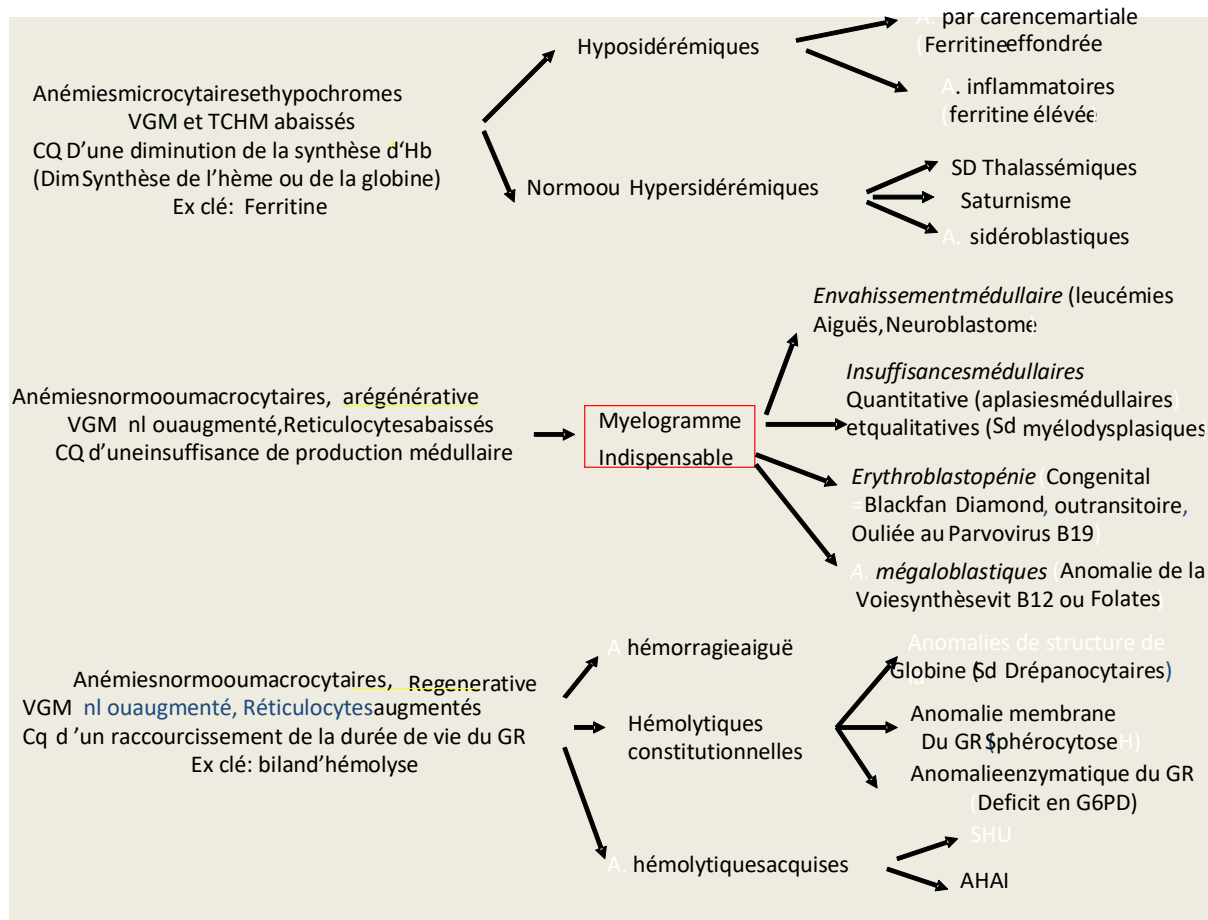 A. par carencemartiale
(Ferritineeffondrée
Hyposidérémiques
A. inflammatoires
(ferritine élévée)
Anémiesmicrocytairesethypochromes
VGM et TCHM abaissés
CQ D’une diminution de la synthèse d‘Hb
(Dim Synthèse de l’hème ou de la globine)
Ex clé: Ferritine
Normoou Hypersidérémiques
SD Thalassémiques
Saturnisme
A. sidéroblastiques
Envahissementmédullaire (leucémies
Aiguës,Neuroblastome)
Anémiesnormooumacrocytaires, arégénérative
VGM nl ouaugmenté,Reticulocytesabaissés
CQ d’uneinsuffisance de production médullaire
Myelogramme
Indispensable
Insuffisancesmédullaires
Quantitative (aplasiesmédullaires)
etqualitatives (Sd myélodysplasiques
Erythroblastopénie (Congenital
=Blackfan Diamond, outransitoire,
Ouliée au Parvovirus B19)
A. mégaloblastiques (Anomalie de la
Voiesynthèsevit B12 ou Folates)
Anémiesnormooumacrocytaires, Regenerative
VGM nl ouaugmenté, Réticulocytesaugmentés
Cq d ’un raccourcissement de la durée de vie du GR
Ex clé: biland’hémolyse
A hémorragieaiguë
Hémolytiques
constitutionnelles
Anomalies de structure de
Globine (Sd Drépanocytaires)
Anomalie membrane
Du GR (Sphérocytose H)
Anomalieenzymatique du GR
(Deficit en G6PD)
A. hémolytiquesacquises
SHU
AHAI